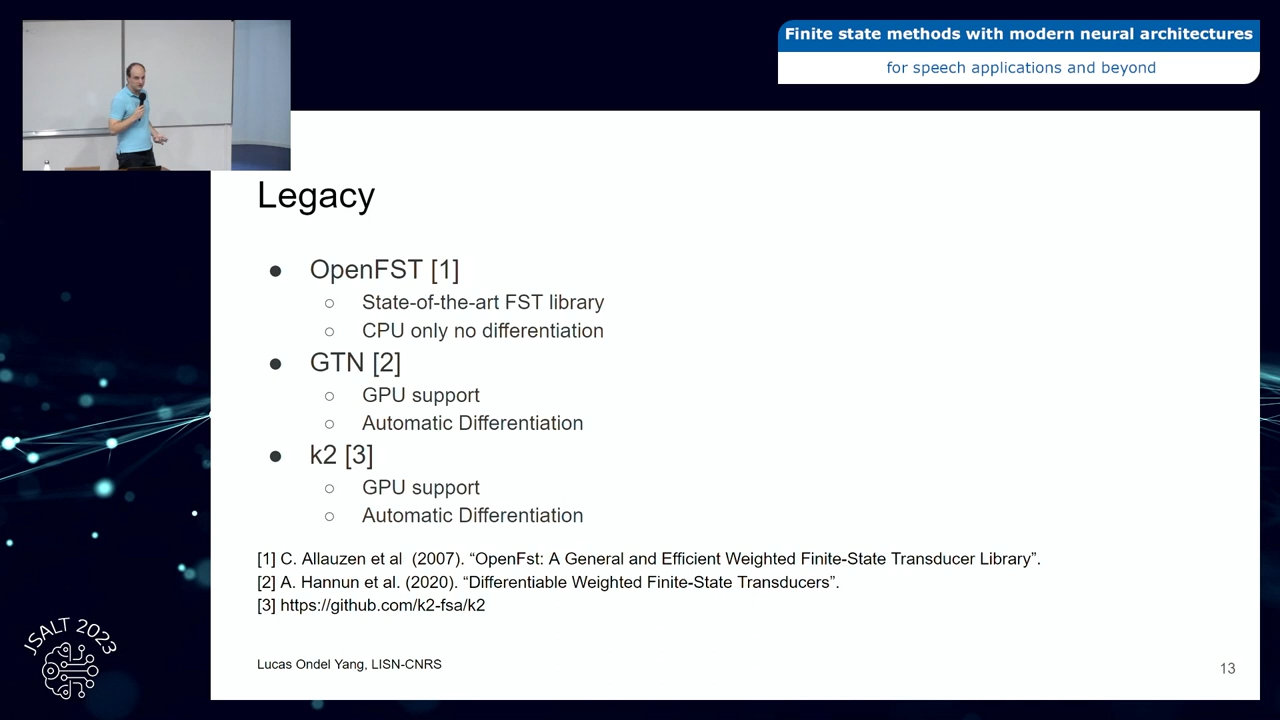 Finite state methods with modern neural architectures
for speech applications and beyond
Legacy
● OpenFST [1]
○ State-of-the-art FST library
○ CPU only no differentiation
● GTN [2]
○ GPU support
○ Automatic Differentiation
● k2 [3]
○ GPU support
○ Automatic Differentiation
[1] C. Allauzen et al (2007). “OpenFst: A General and Efficient Weighted Finite-State Transducer Library”.
[2] A. Hannun et al. (2020). “Differentiable Weighted Finite-State Transducers”.
[3] https://github.com/k2-fsa/k2
JSALT 2023
Lucas Ondel Yang, LISN-CNRS
13